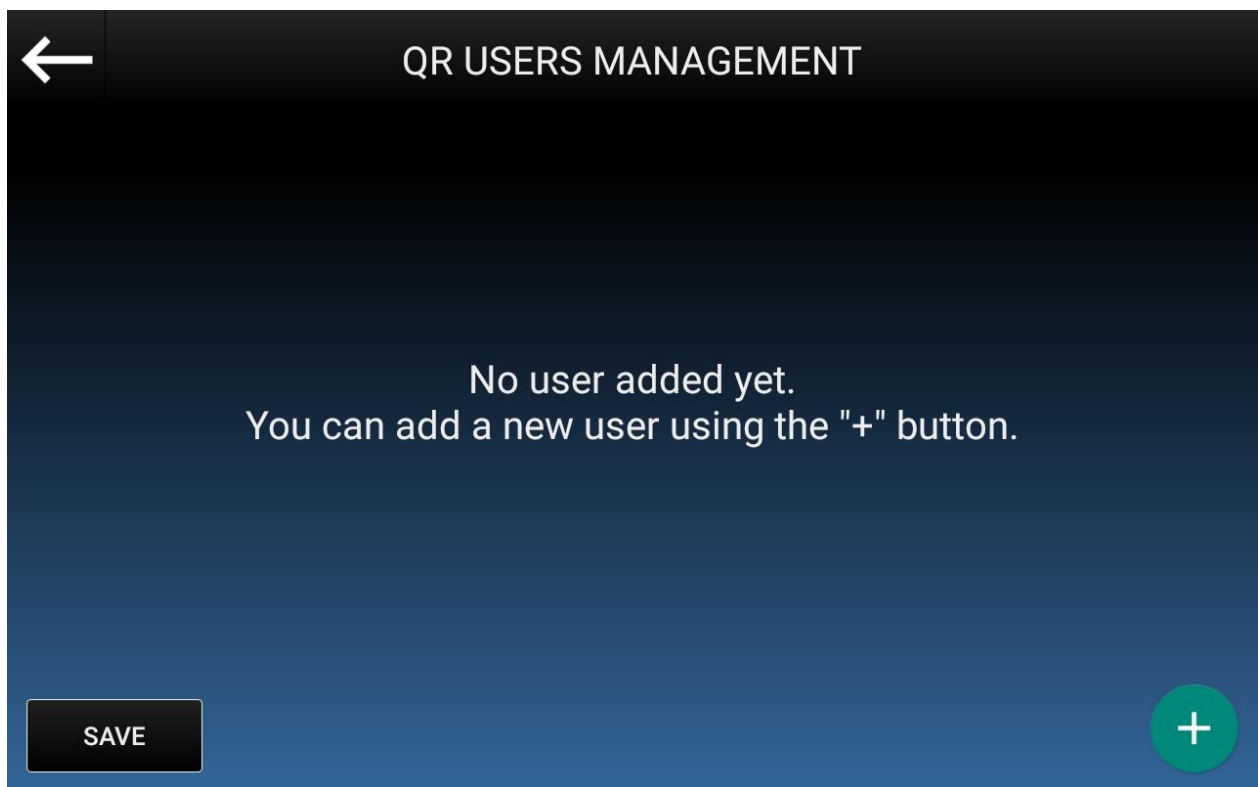 QR USERS MANAGEMENT
No user added yet.
You can add a new user using the "+" button.
SAVE
+